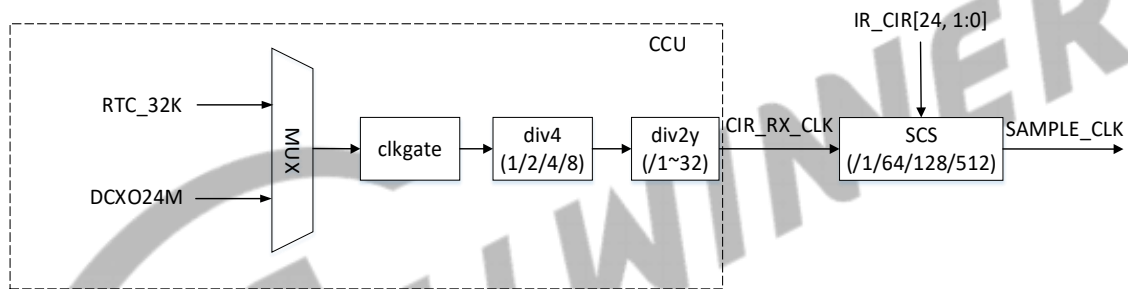 IR_CIR[24, 1:0]
CCU
RTC_32K
DCXO24M
MUX
clkgate
div4
(1/2/4/8)
div2y
(/1~32)
CIR_RX_CLK
SCS
(/1/64/128/512)
SAMPLE_CLK
LLWINNER